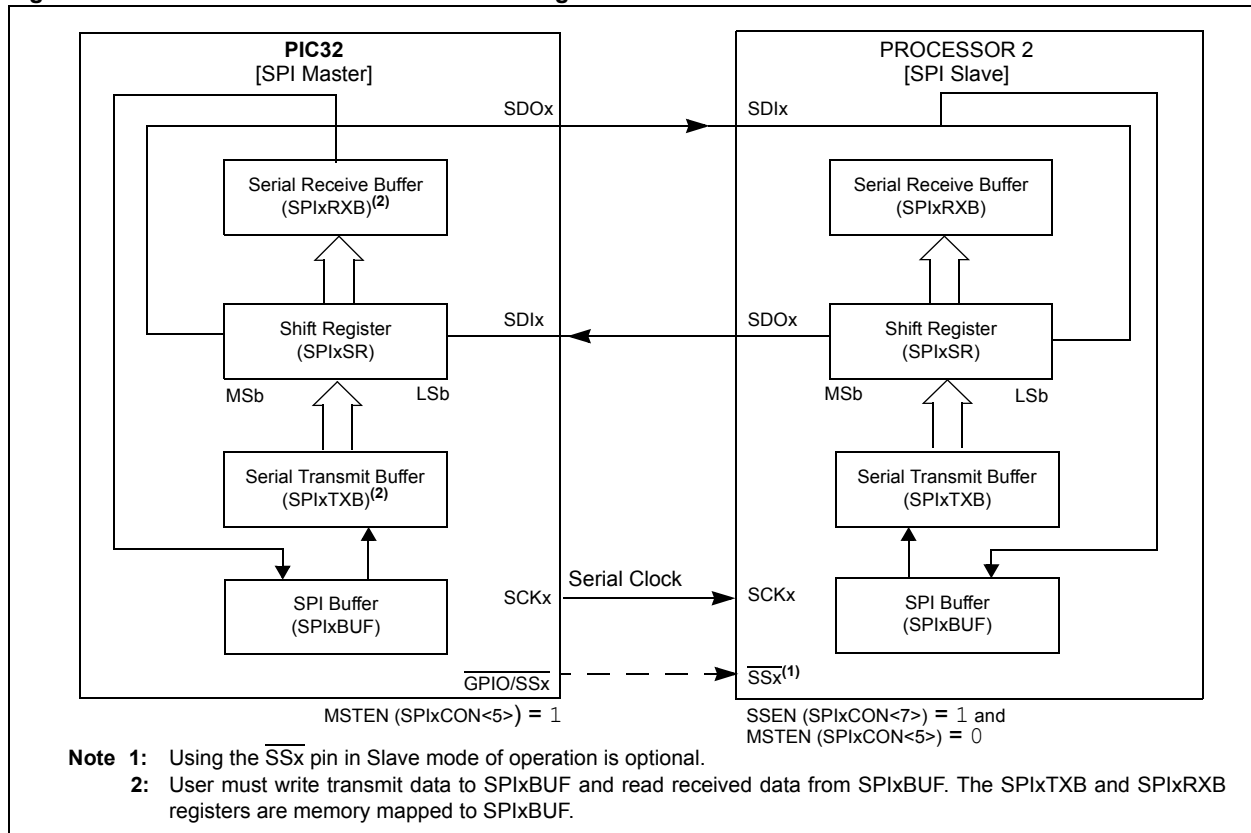 PIC32
[SPI Master]
PROCESSOR 2
[SPI Slave]
SDOx
SDIx
Serial Receive Buffer
(SPIxRXB)(2)
Serial Receive Buffer
(SPIxRXB)
Shift Register
(SPIxSR)
SDIx
SDOx
Shift Register
(SPIxSR)
MSb
LSb
MSb
LSb
Serial Transmit Buffer
(SPIxTXB)(2)
Serial Transmit Buffer
(SPIxTXB)
SPI Buffer
(SPIxBUF)
SCKx
Serial Clock
SCKx
SPI Buffer
(SPIxBUF)
GPIO/SSx
SSx(1)
MSTEN (SPIxCON<5>) = 1
SSEN (SPIxCON<7>) = 1 and
MSTEN (SPIxCON<5>) = 0
Note 1: Using the SSx pin in Slave mode of operation is optional.
2: User must write transmit data to SPIxBUF and read received data from SPIxBUF. The SPIxTXB and SPIxRXB
registers are memory mapped to SPIxBUF.